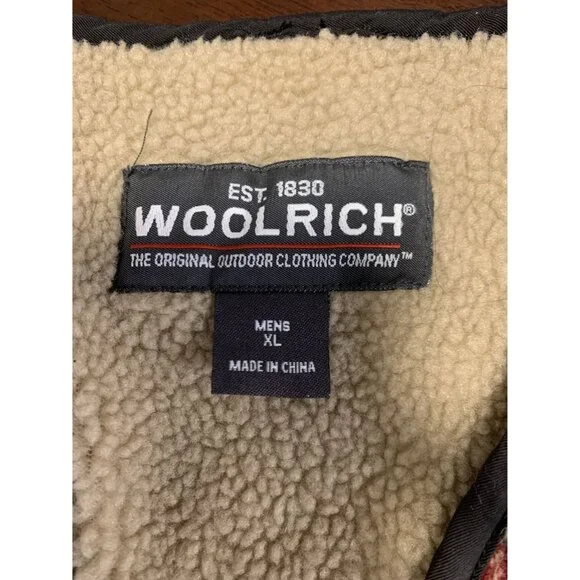 EST. 1830
WOOLRICH®
THE ORIGINAL OUTDOOR CLOTHING COMPANY™
MENS
XL
MADE IN CHINA